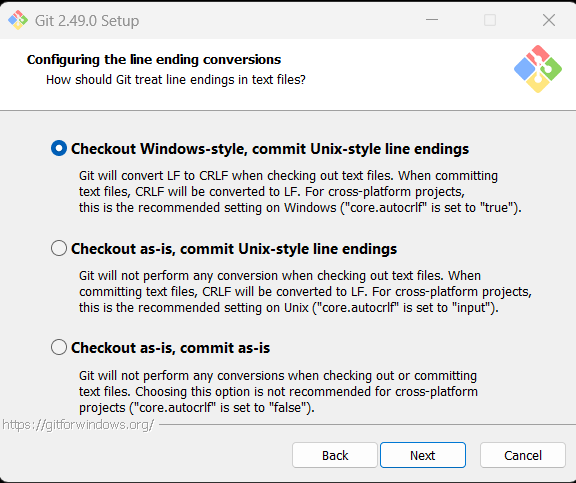 Git 2.49.0 Setup
Configuring the line ending conversions
How should Git treat line endings in text files?
Checkout Windows-style, commit Unix-style line endings
Git will convert LF to CRLF when checking out text files. When committing
text files, CRLF will be converted to LF. For cross-platform projects,
this is the recommended setting on Windows ("core.autocrlf" is set to "true").
Checkout as-is, commit Unix-style line endings
Git will not perform any conversion when checking out text files. When
committing text files, CRLF will be converted to LF. For cross-platform projects,
this is the recommended setting on Unix ("core.autocrlf" is set to "input").
Checkout as-is, commit as-is
Git will not perform any conversions when checking out or committing
text files. Choosing this option is not recommended for cross-platform
projects ("core.autocrlf" is set to "false").
https://gitforwindows.org/
Back Next Cancel